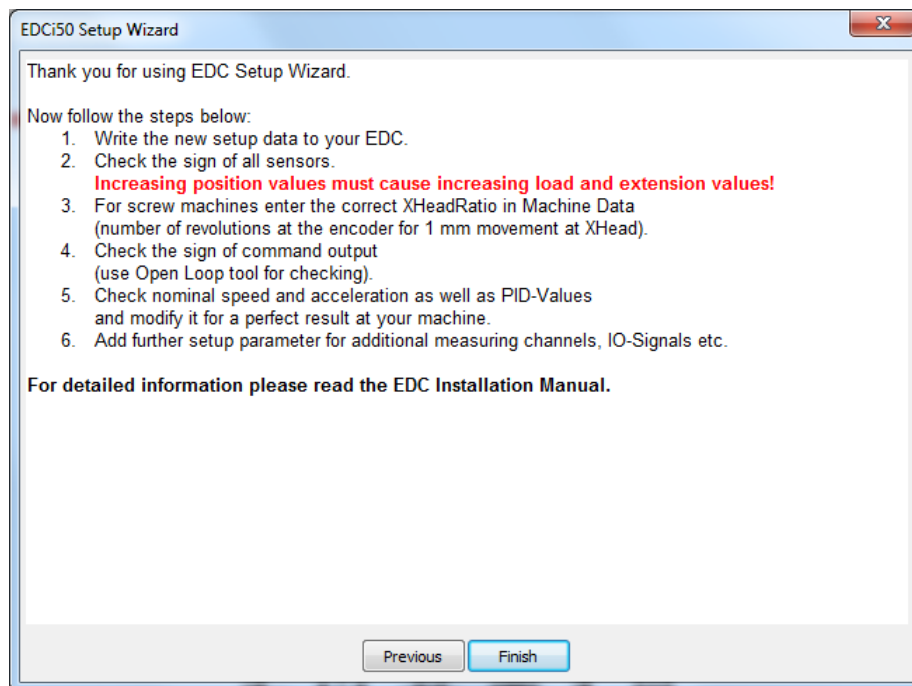 EDCi50 Setup Wizard
Thank you for using EDC Setup Wizard.
Now follow the steps below:
1. Write the new setup data to your EDC.
2. Check the sign of all sensors.
Increasing position values must cause increasing load and extension values!
3. For screw machines enter the correct XHeadRatio in Machine Data
(number of revolutions at the encoder for 1 mm movement at XHead).
4. Check the sign of command output
(use Open Loop tool for checking).
5. Check nominal speed and acceleration as well as PID-Values
and modify it for a perfect result at your machine.
6. Add further setup parameter for additional measuring channels, IO-Signals etc.
For detailed information please read the EDC Installation Manual.
Previous Finish